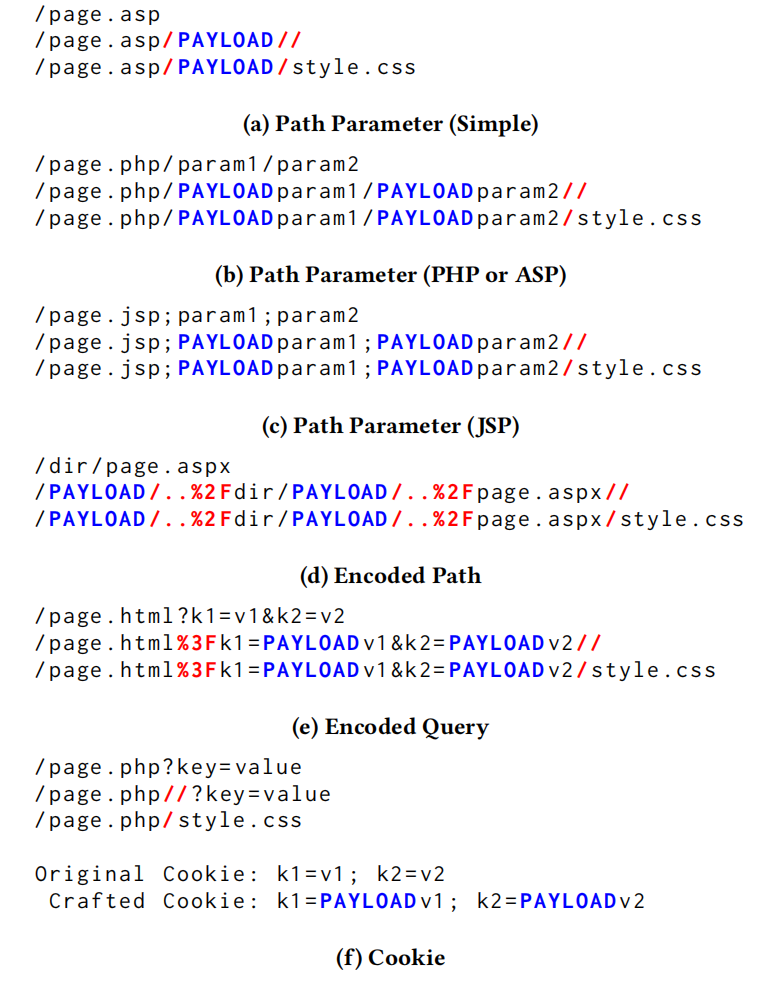 /page.asp
/page.asp/PAYLOAD//
/page.asp/PAYLOAD/style.css
(a) Path Parameter (Simple)
/page.php/param1/param2
/page.php/PAYLOADparam1/PAYLOADparam2//
/page.php/PAYLOADparam1/PAYLOADparam2/style.css
(b) Path Parameter (PHP or ASP)
/page.jsp;param1;param2
/page.jsp;PAYLOADparam1;PAYLOADparam2//
/page.jsp;PAYLOADparam1;PAYLOADparam2/style.css
(c) Path Parameter (JSP)
/dir/page.aspx
/PAYLOAD/..%2Fdir/PAYLOAD/..%2Fpage.aspx//
/PAYLOAD/..%2Fdir/PAYLOAD/..%2Fpage.aspx/style.css
(d) Encoded Path
/page.html?k1=v1&k2=v2
/page.html%3Fk1=PAYLOADv1&k2=PAYLOADv2//
/page.html%3Fk1=PAYLOADv1&k2=PAYLOADv2/style.css
(e) Encoded Query
/page.php?key=value
/page.php//?key=value
/page.php/style.css
Original Cookie: k1=v1; k2=v2
Crafted Cookie: k1=PAYLOADv1; k2=PAYLOADv2
(f) Cookie